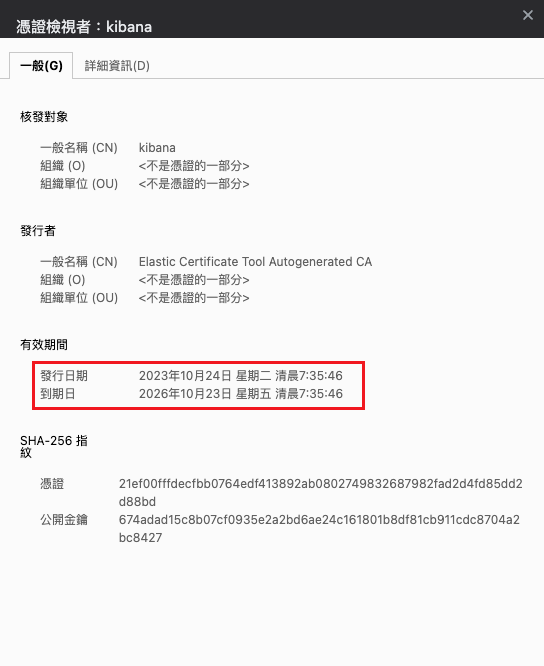 憑證檢視者：kibana
一般(G)
詳細資訊(D)
核發對象
一般名稱 (CN) kibana
組織 (O) <不是憑證的一部分>
組織單位 (OU) <不是憑證的一部分>
發行者
一般名稱 (CN) Elastic Certificate Tool Autogenerated CA
組織 (O) <不是憑證的一部分>
組織單位 (OU) <不是憑證的一部分>
有效期間
發行日期 2023年10月24日 星期二 清晨7:35:46
到期日 2026年10月23日 星期五 清晨7:35:46
SHA-256 指
紋
憑證 21ef00fffdecfbb0764edf413892ab0802749832687982fad2d4fd85dd2
d88bd
公開金鑰 674adad15c8b07cf0935e2a2bd6ae24c161801b8df81cb911cdc8704a2
bc8427